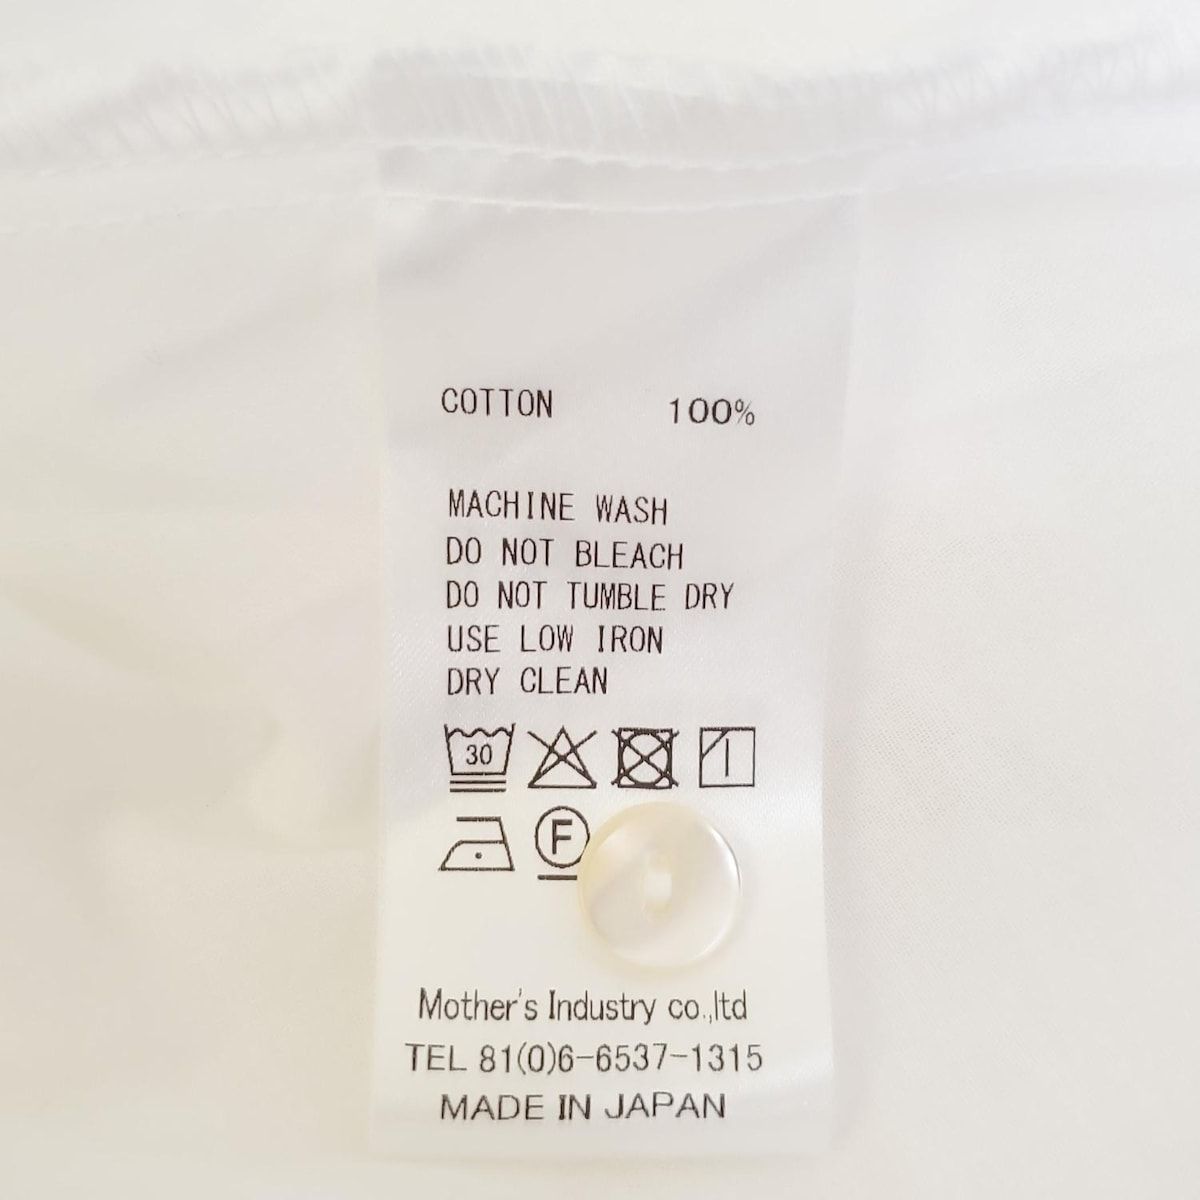 COTTON 100%
MACHINE WASH
DO NOT BLEACH
DO NOT TUMBLE DRY
USE LOW IRON
DRY CLEAN
30
F
Mother's Industry co.,ltd
TEL 81(0)6-6537-1315
MADE IN JAPAN